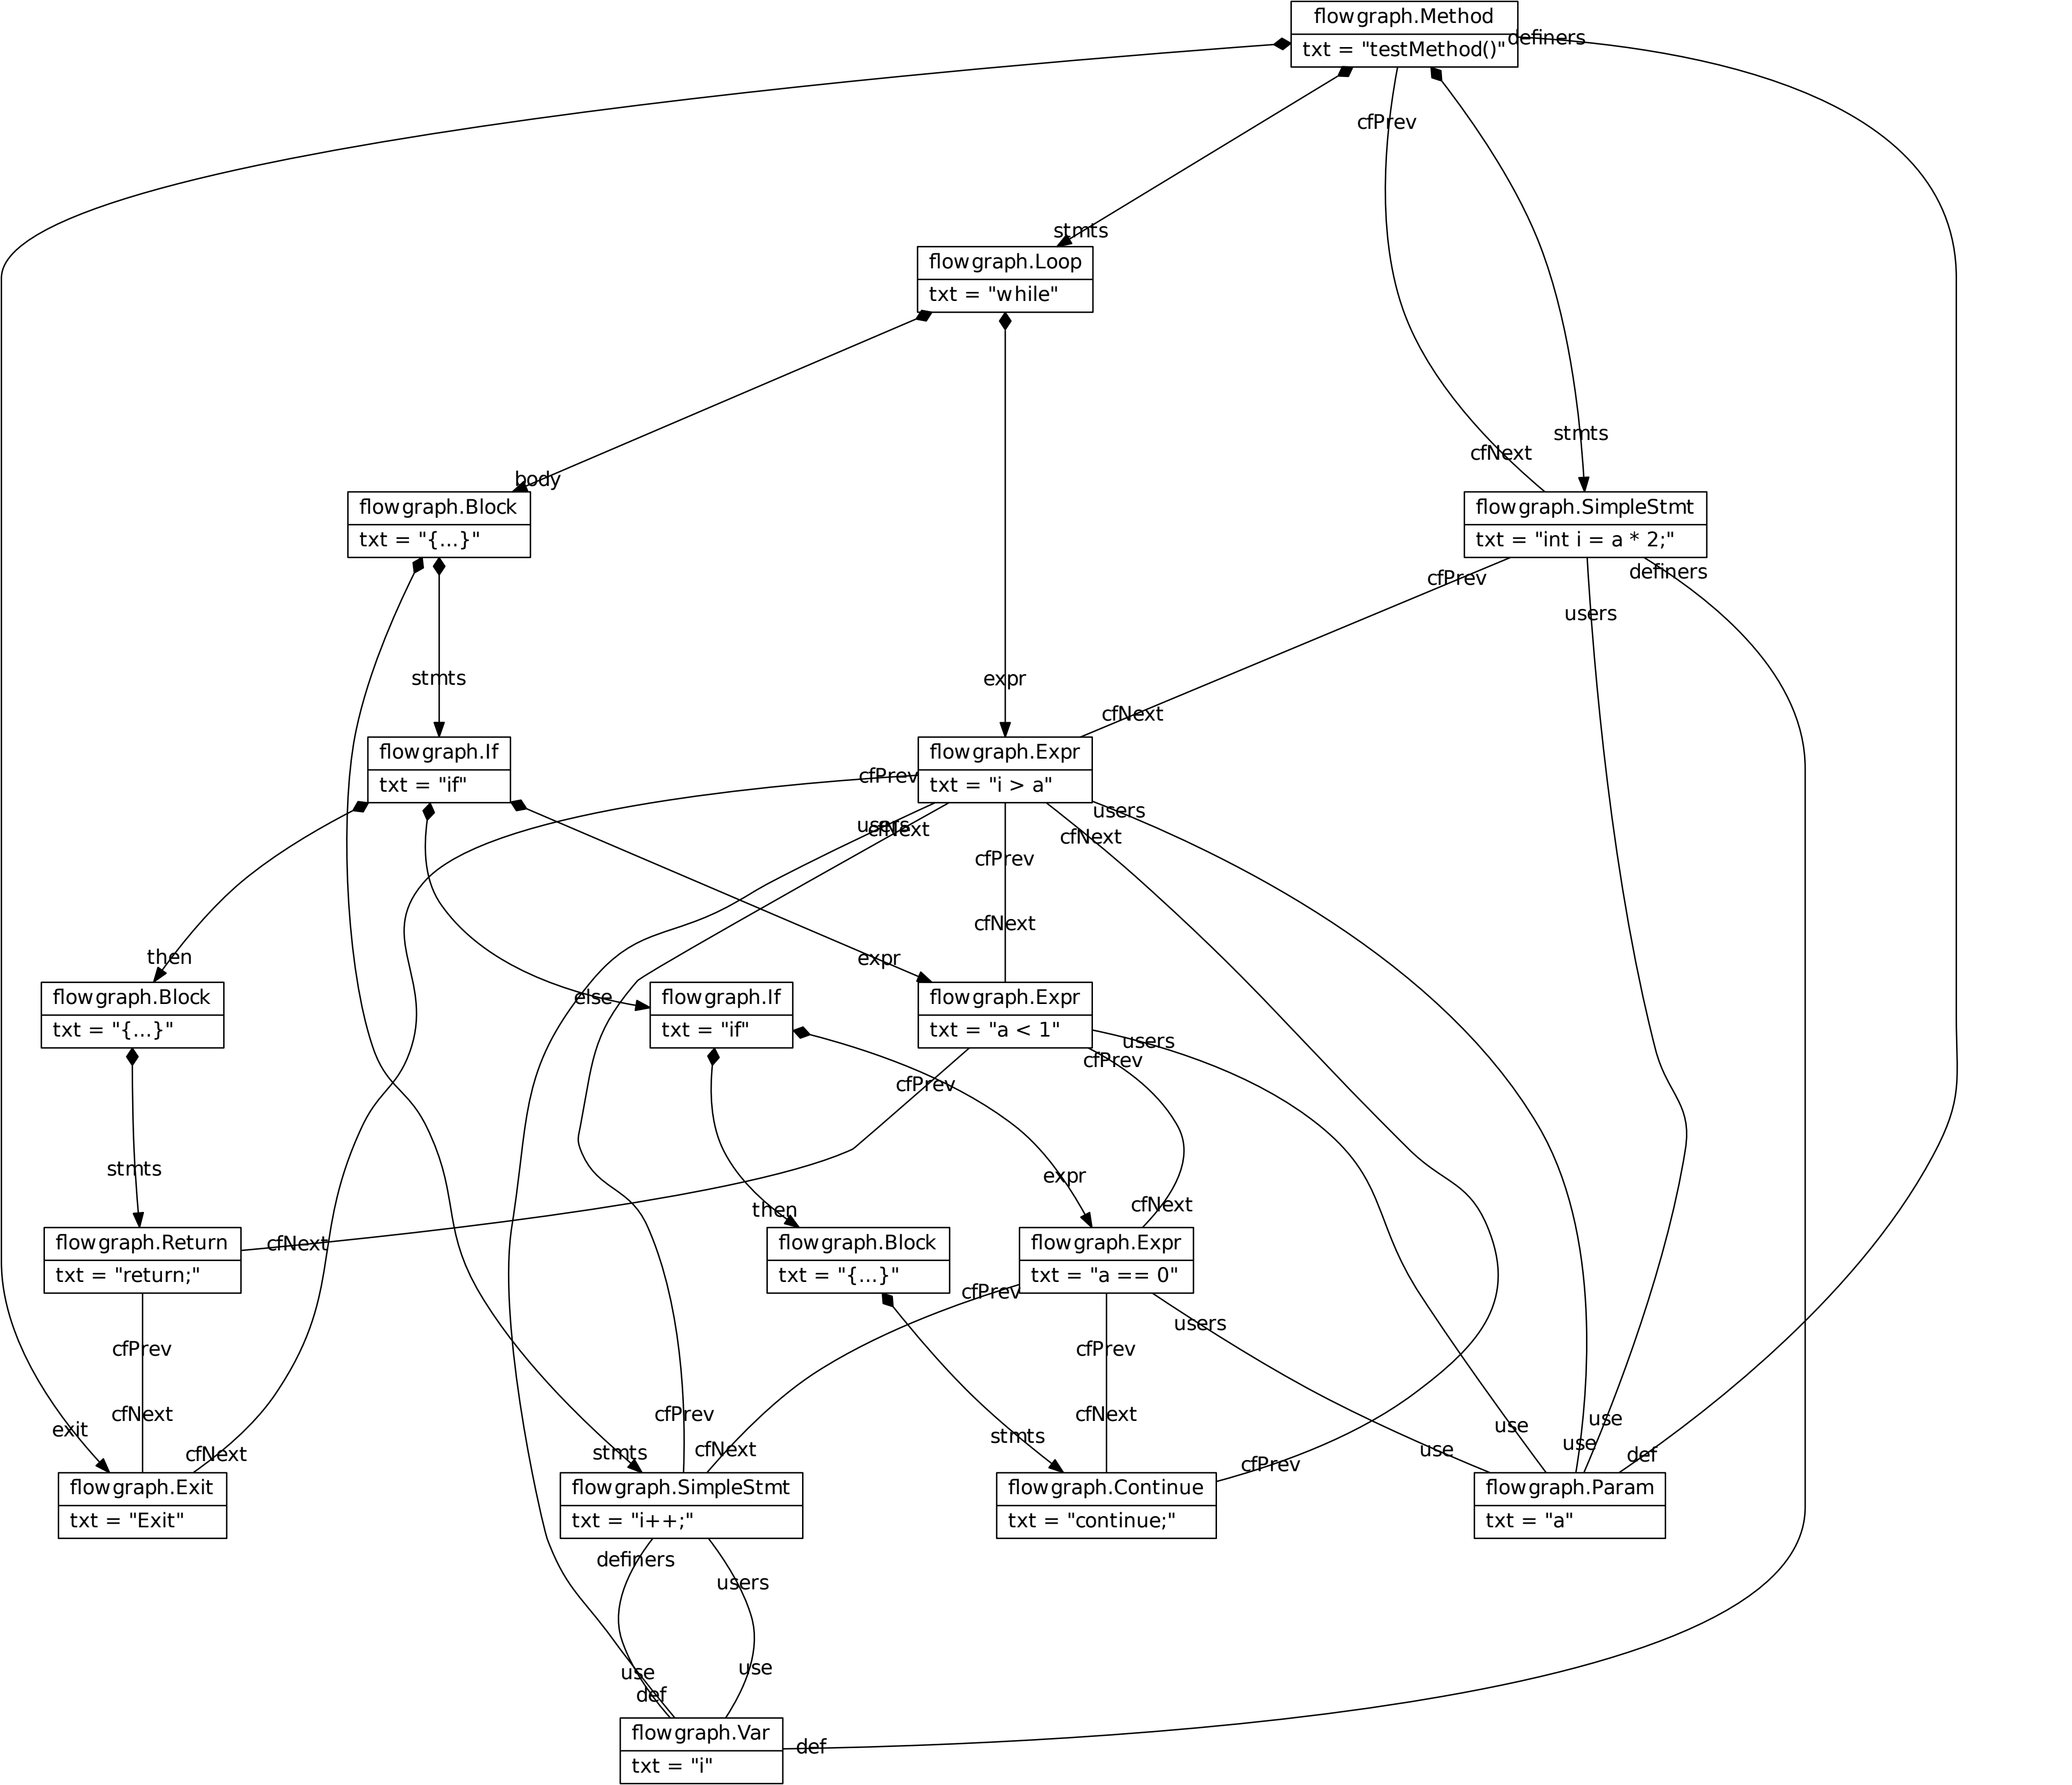 flowgraph.Method
txt = "testMethod()"
definers
cfPrev
stmts
flowgraph.Loop
txt = "while"
stmts
cfNext
body
flowgraph.Block
txt = "{...}"
flowgraph.SimpleStmt
txt = "int i = a * 2;"
cfPrev
definers
users
stmts
expr
cfNext
flowgraph.If
txt = "if"
flowgraph.Expr
txt = "i > a"
cfPrev
users
cfNext
users
cfNext
cfPrev
cfNext
then
expr
else
flowgraph.Block
txt = "{...}"
flowgraph.If
txt = "if"
flowgraph.Expr
txt = "a < 1"
users
cfPrev
cfPrev
stmts
expr
then
cfNext
cfNext
flowgraph.Return
txt = "return;"
flowgraph.Block
txt = "{...}"
flowgraph.Expr
txt = "a == 0"
cfPrev
users
cfPrev
cfPrev
cfNext
cfPrev
cfNext
exit
cfNext
stmts
cfNext
stmts
cfPrev
use
use
use
use
def
flowgraph.Exit
txt = "Exit"
flowgraph.SimpleStmt
txt = "i++;"
flowgraph.Continue
txt = "continue;"
flowgraph.Param
txt = "a"
definers
users
use
use
def
flowgraph.Var
txt = "i"
def